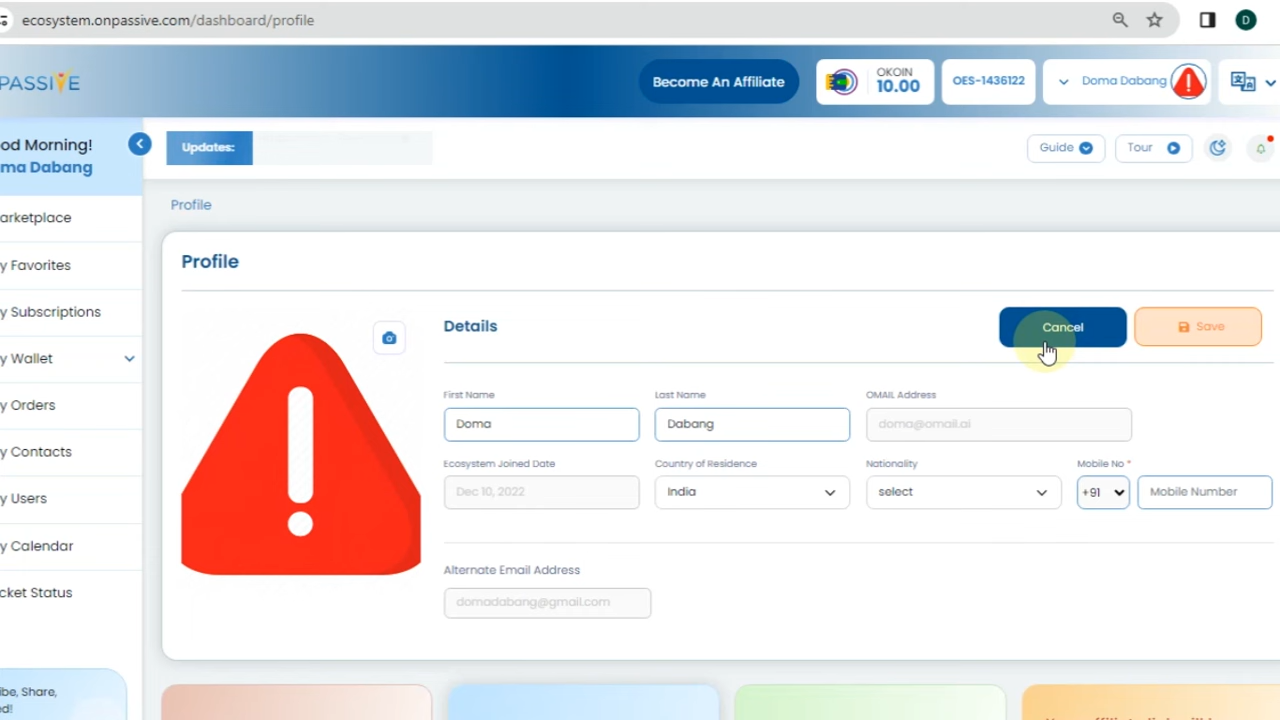 ecosystem.onpassive.com/dashboard/profile
D
PASSIVE
Become An Affiliate
OKOIN
10.00
OES-1436122
Doma Dabang
od Morning!
ma Dabang
Updates:
Guide
Tour
arketplace
y Favorites
y Subscriptions
y Wallet
y Orders
y Contacts
y Users
y Calendar
cket Status
ibe, Share,
ed!
Profile
Profile
Details
Cancel
Save
First Name
Last Name
OMAIL Address
Doma
Dabang
doma@omail.ai
Ecosystem Joined Date
Country of Residence
Nationality
Mobile No *
Dec 10, 2022
India
select
+91
Mobile Number
Alternate Email Address
domadabang@gmail.com